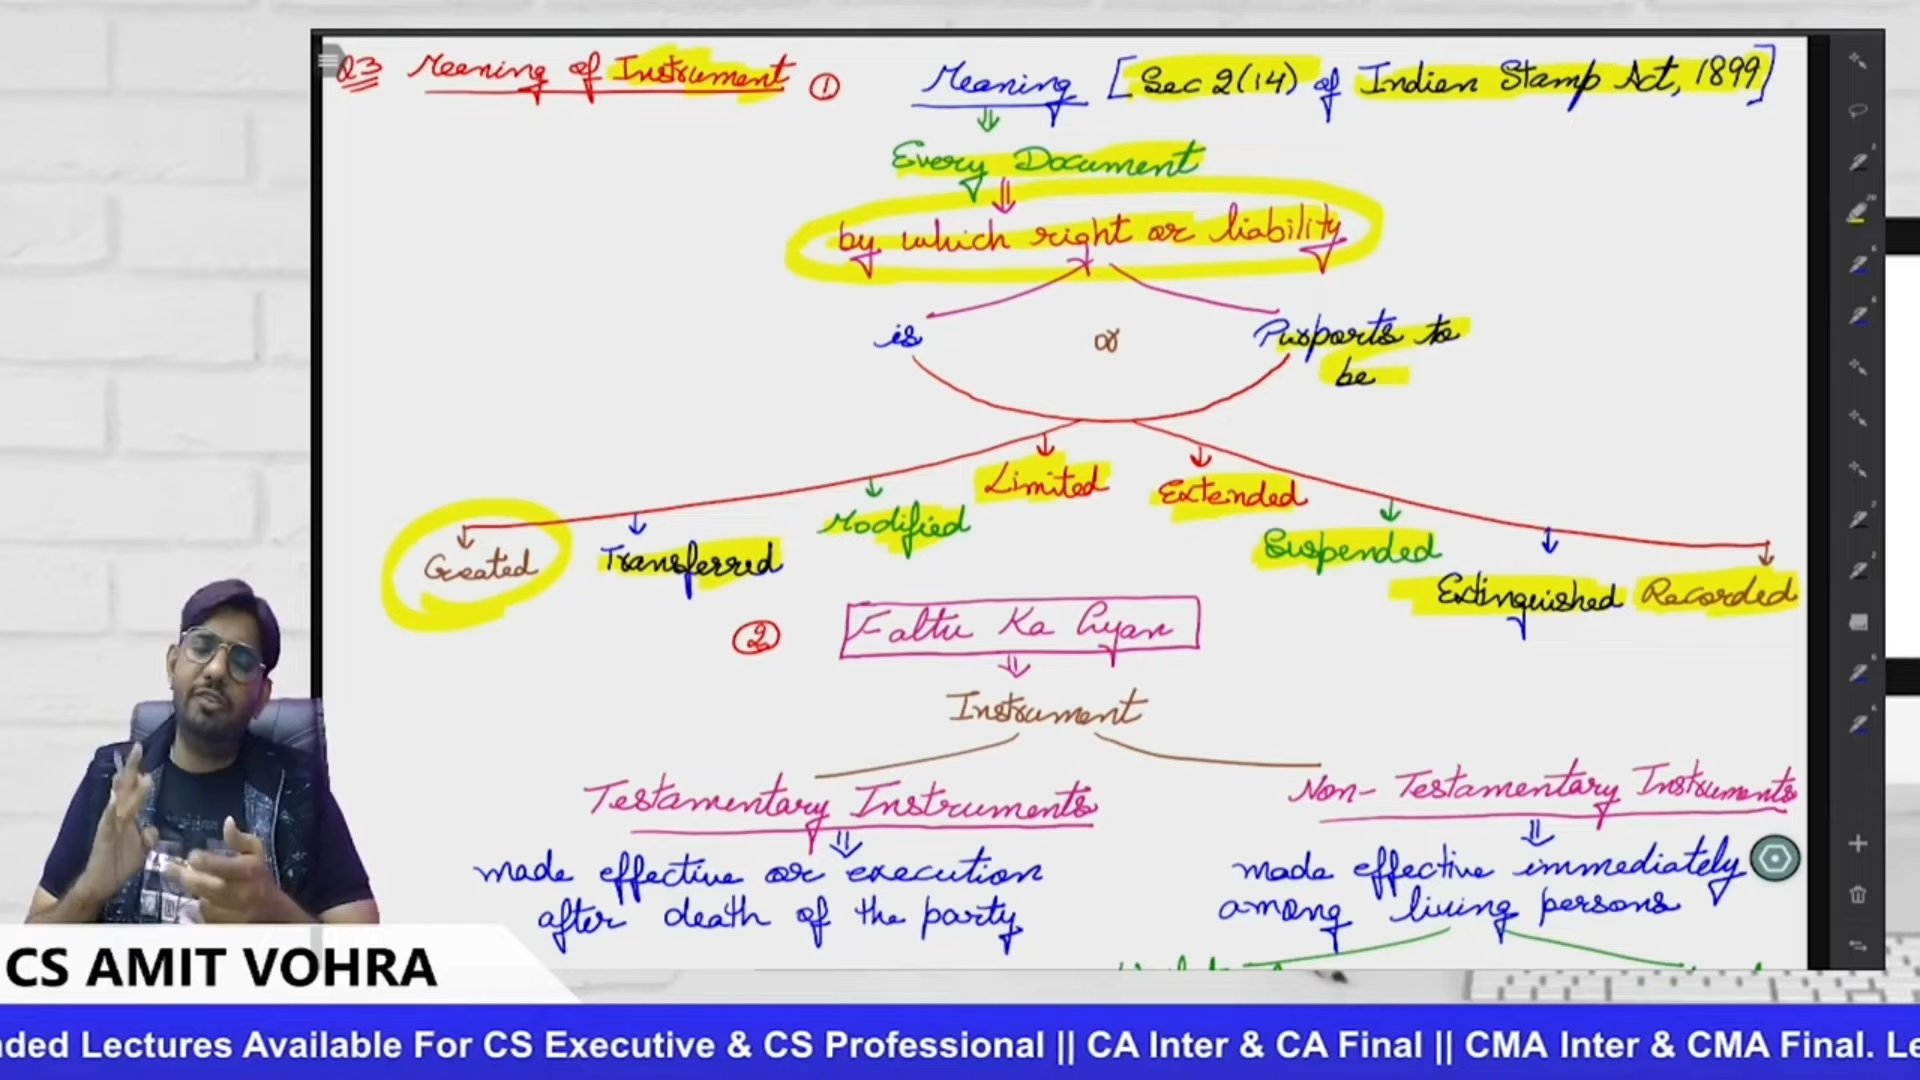 Q3 Meaning of Instrument ① Meaning [Sec 2(14) of Indian Stamp Act, 1899]
Every Document
by which right or liability
is or Purports to
be
Limited Extended
Created Transferred Modified Suspended Extinguished Recorded
② Faltu Ka Gyan
Instrument
Testamentary Instruments Non- Testamentary Instruments
made effective or execution made effective immediately
after death of the party among living persons
CS AMIT VOHRA
ded Lectures Available For CS Executive & CS Professional || CA Inter & CA Final || CMA Inter & CMA Final. Le